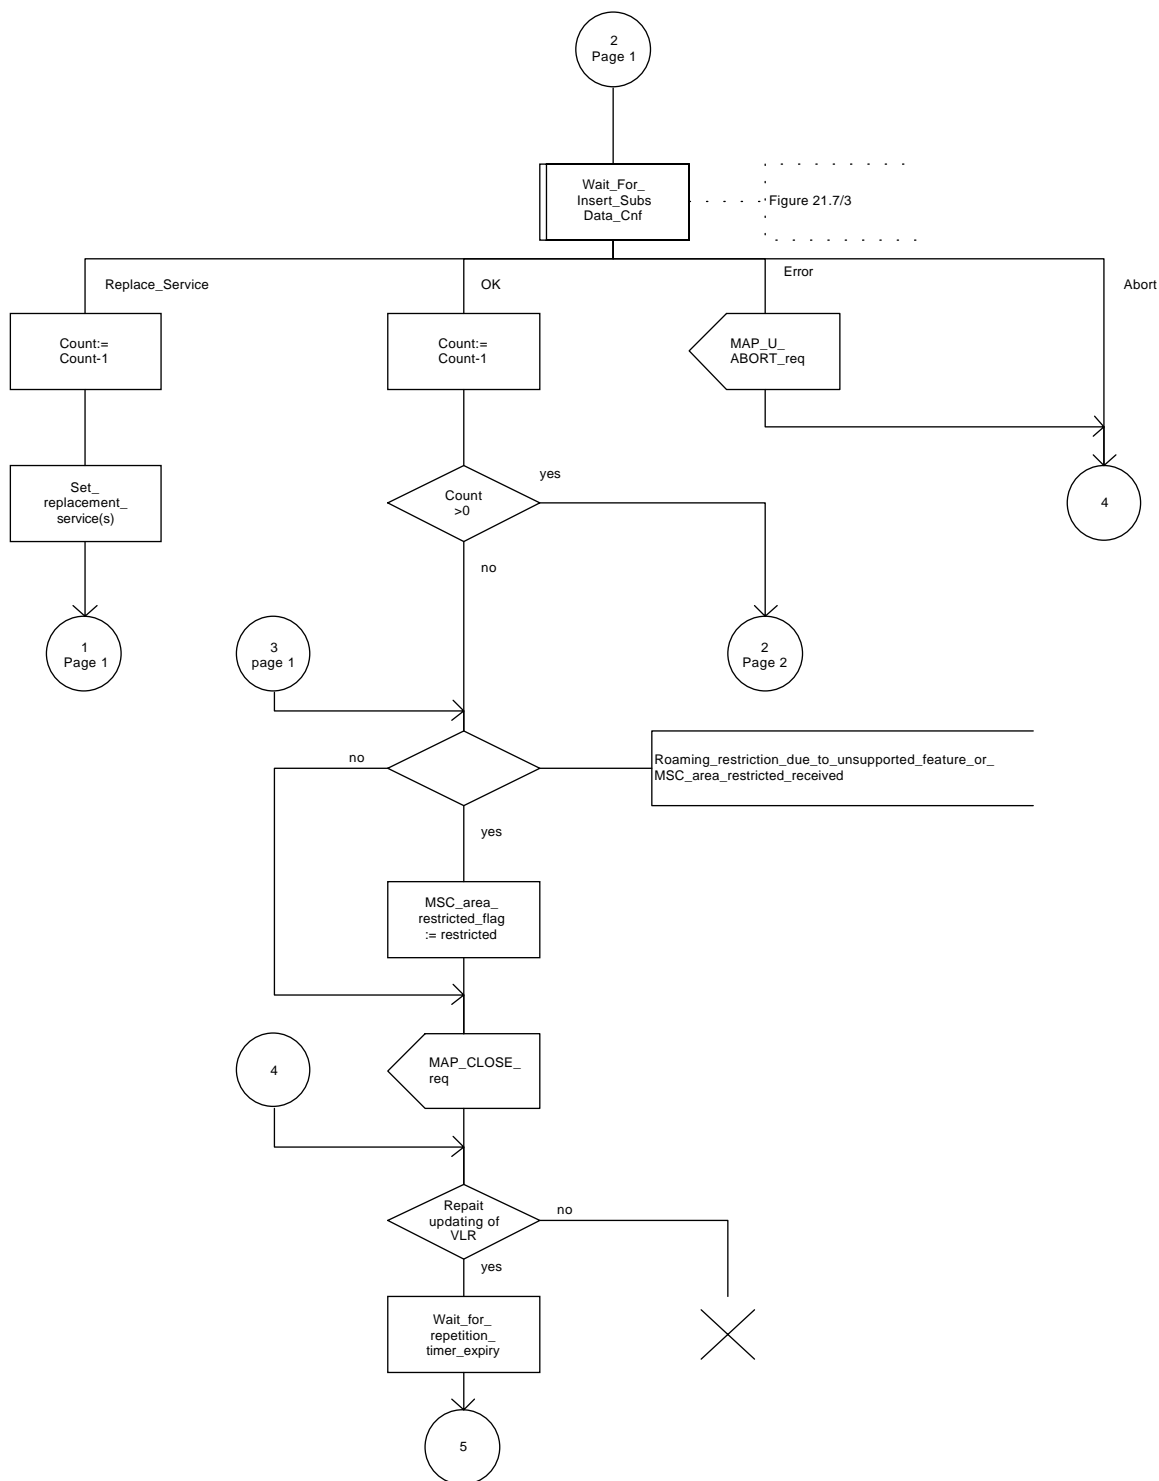 2
Page 1
Wait_For_
Insert_Subs
Data_Cnf
Figure 21.7/3
Replace_Service
OK
Error
Abort
Count:=
Count-1
Count:=
Count-1
MAP_U_
ABORT_req
Set_
replacement_
service(s)
Count
>0
yes
4
no
1
Page 1
3
page 1
2
Page 2
no
Roaming_restriction_due_to_unsupported_feature_or_
MSC_area_restricted_received
yes
MSC_area_
restricted_flag
:= restricted
4
MAP_CLOSE_
req
Repait
updating of
VLR
no
yes
Wait_for_
repetition_
timer_expiry
5